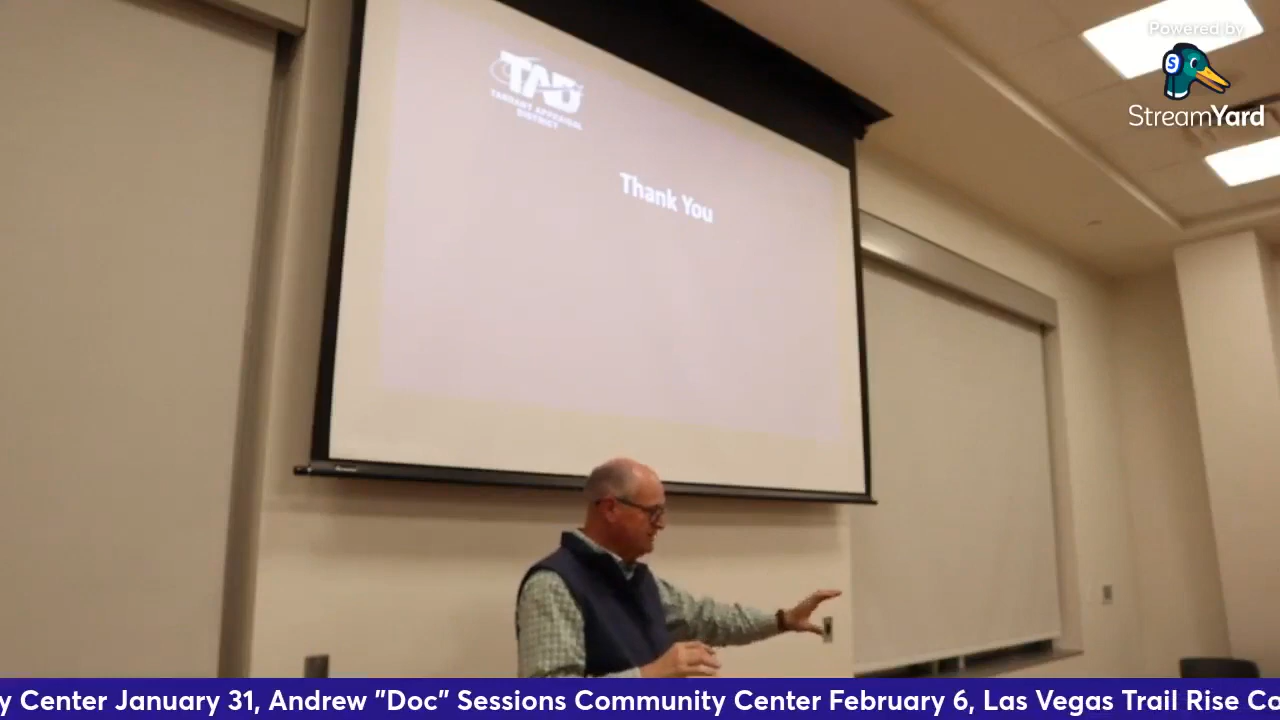 Powered by
StreamYard
TAD
TARRANT APPRAISAL
DISTRICT
Thank You
y Center January 31, Andrew "Doc" Sessions Community Center February 6, Las Vegas Trail Rise Co